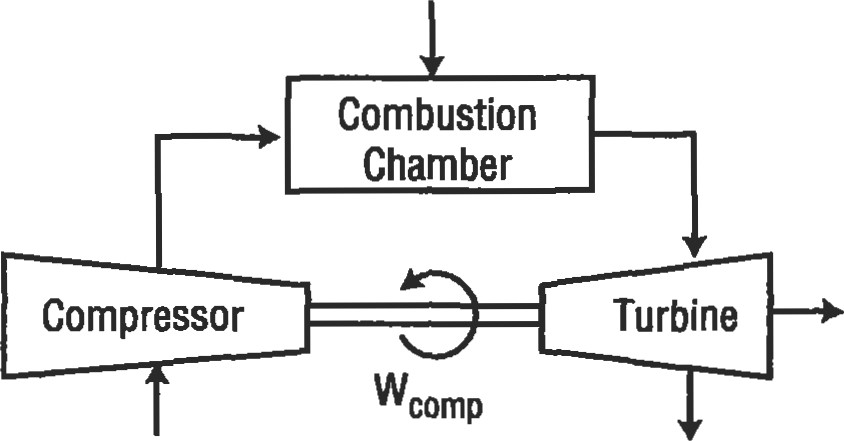 Combustion
Chamber
Compressor
Turbine
Wcomp